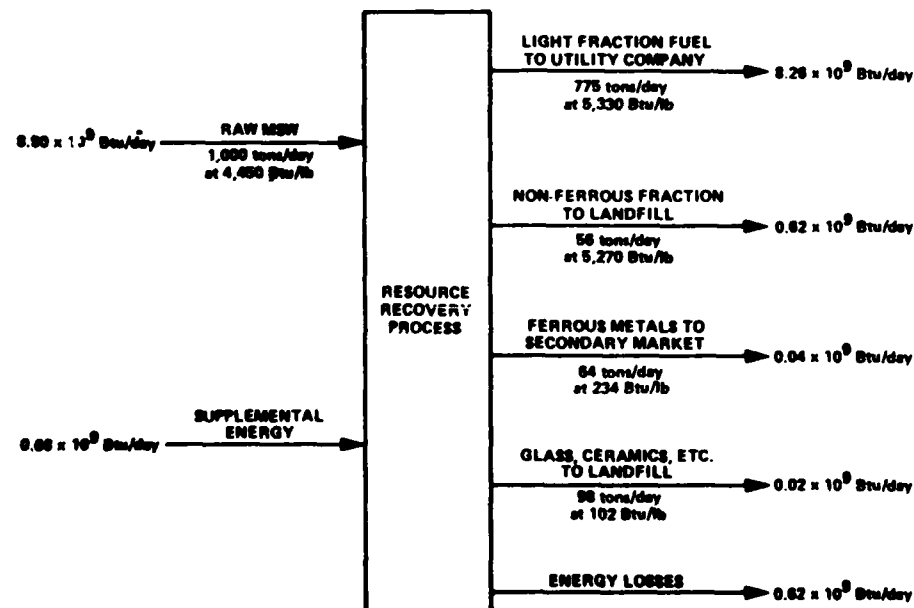 LIGHT FRACTION FUEL
TO UTILITY COMPANY
8.26 x 10⁹ Btu/day
775 tons/day
at 5,330 Btu/lb
8.90 x 10⁹ Btu/day
RAW MSW
1,000 tons/day
at 4,450 Btu/lb
NON-FERROUS FRACTION
TO LANDFILL
0.62 x 10⁹ Btu/day
56 tons/day
at 5,270 Btu/lb
RESOURCE
RECOVERY
PROCESS
FERROUS METALS TO
SECONDARY MARKET
0.04 x 10⁹ Btu/day
64 tons/day
at 234 Btu/lb
SUPPLEMENTAL
ENERGY
0.66 x 10⁹ Btu/day
GLASS, CERAMICS, ETC.
TO LANDFILL
0.02 x 10⁹ Btu/day
98 tons/day
at 102 Btu/lb
ENERGY LOSSES
0.62 x 10⁹ Btu/day